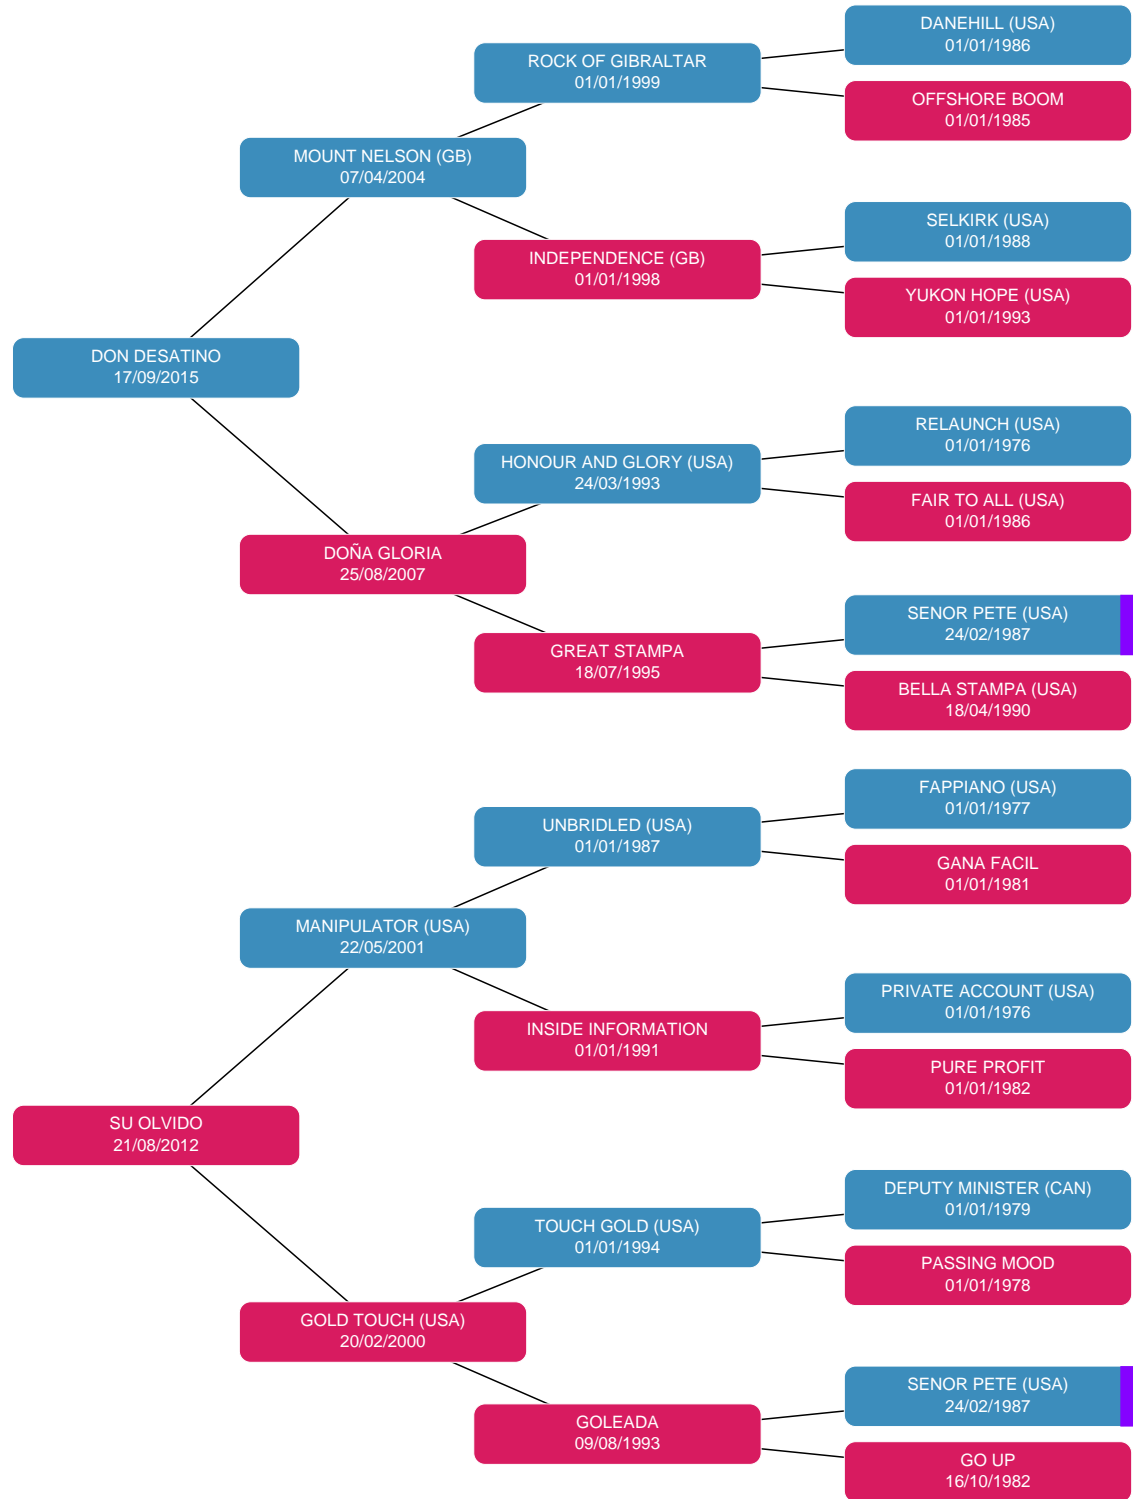 DANEHILL (USA)
01/01/1986
ROCK OF GIBRALTAR
01/01/1999
OFFSHORE BOOM
01/01/1985
MOUNT NELSON (GB)
07/04/2004
SELKIRK (USA)
01/01/1988
INDEPENDENCE (GB)
01/01/1998
YUKON HOPE (USA)
01/01/1993
DON DESATINO
17/09/2015
RELAUNCH (USA)
01/01/1976
HONOUR AND GLORY (USA)
24/03/1993
FAIR TO ALL (USA)
01/01/1986
DOÑA GLORIA
25/08/2007
SENOR PETE (USA)
24/02/1987
GREAT STAMPA
18/07/1995
BELLA STAMPA (USA)
18/04/1990
FAPPIANO (USA)
01/01/1977
UNBRIDLED (USA)
01/01/1987
GANA FACIL
01/01/1981
MANIPULATOR (USA)
22/05/2001
PRIVATE ACCOUNT (USA)
01/01/1976
INSIDE INFORMATION
01/01/1991
PURE PROFIT
01/01/1982
SU OLVIDO
21/08/2012
DEPUTY MINISTER (CAN)
01/01/1979
TOUCH GOLD (USA)
01/01/1994
PASSING MOOD
01/01/1978
GOLD TOUCH (USA)
20/02/2000
SENOR PETE (USA)
24/02/1987
GOLEADA
09/08/1993
GO UP
16/10/1982